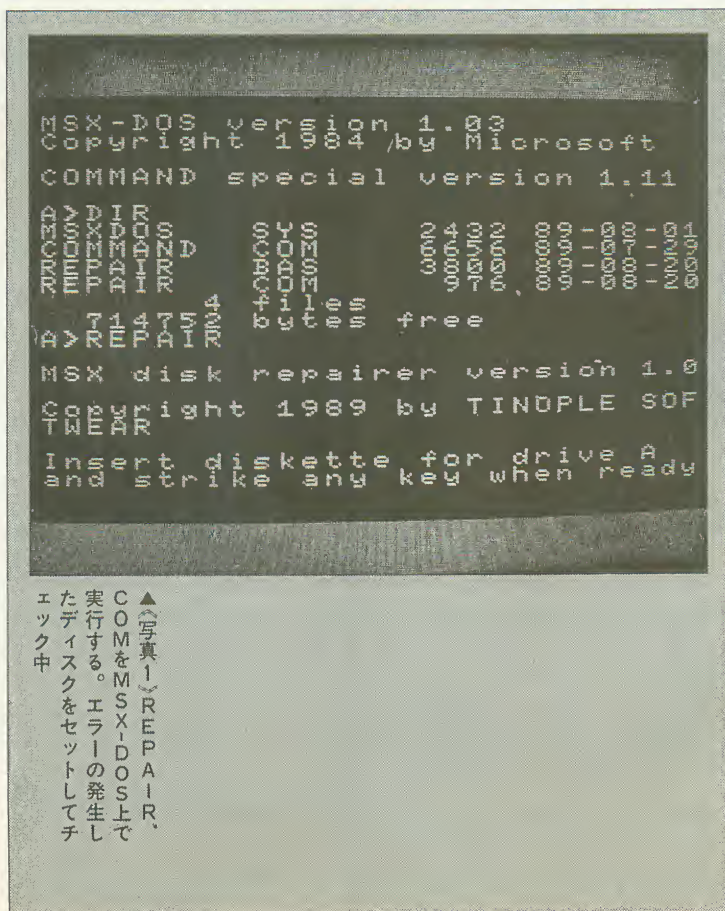 MSX-DOS version 1.03
Copyright 1984 by Microsoft
COMMAND special version 1.11
A>DIR
MSXDOS SYS 2432 89-08-01
COMMAND COM 6656 89-07-29
REPAIR BAS 3800 89-08-20
REPAIR COM 976 89-08-20
4 files
714752 bytes free
A>REPAIR
MSX disk repairer version 1.0
Copyright 1989 by TINOPLE SOF
TWEAR
Insert diskette for drive A
and strike any key when ready
▲《写真1》REPAIR.
COMをMSX-DOS上で
実行する。エラーの発生し
たディスクをセットしてチ
ェック中